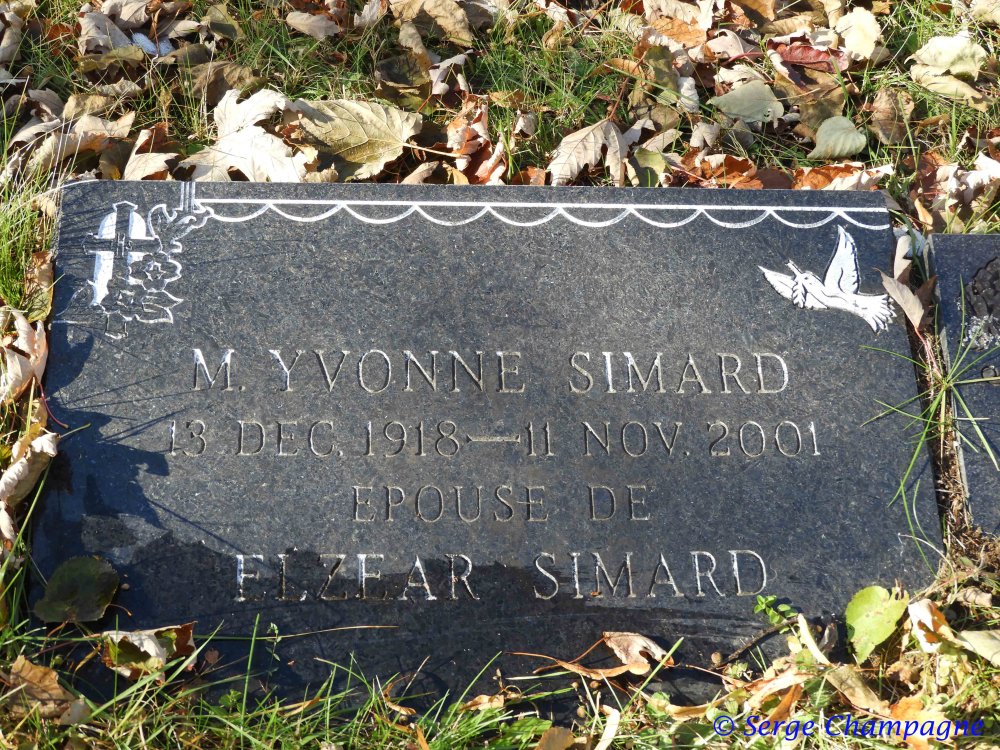 M. YVONNE SIMARD
13 DEC. 1918 — 11 NOV. 2001
EPOUSE DE
ELZEAR SIMARD
© Serge Champagne